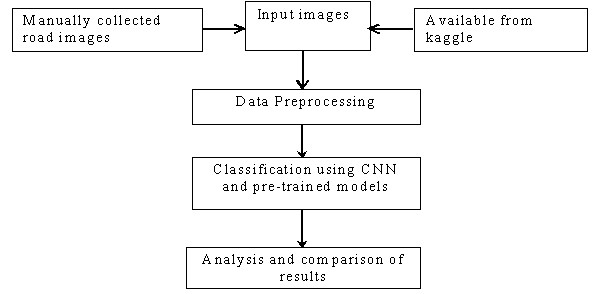 Manually collected
road images
Input images
Available from
kaggle
Data Preprocessing
Classification using CNN
and pre-trained models
Analysis and comparison of
results